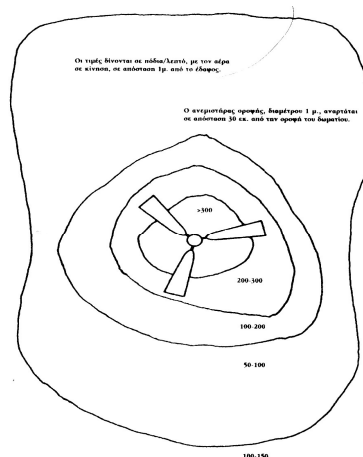 Οι τιμές δίνονται σε πόδια/λεπτό, με τον αέρα
σε κίνηση, σε απόσταση 1μ. από το έδαφος.
Ο ανεμιστήρας οροφής, διαμέτρου 1 μ., αναρτάται
σε απόσταση 30 εκ. από την οροφή του δωματίου.
>300
200-300
100-200
50-100
100-150